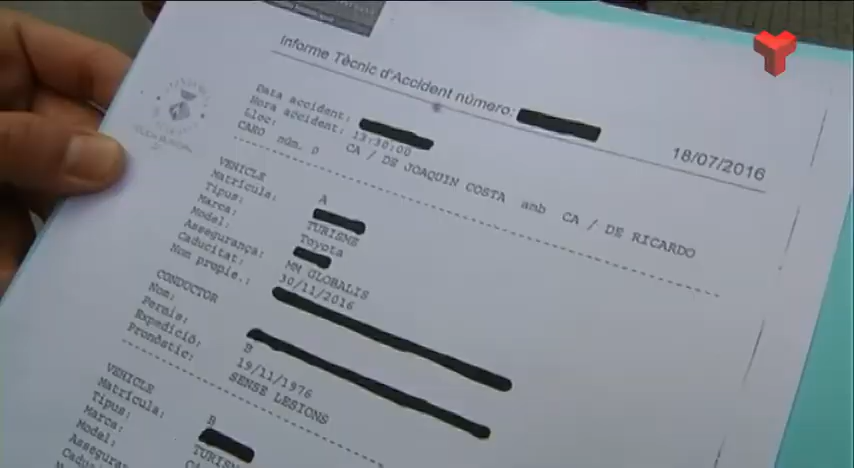 Informe Tècnic d'Accident número:
18/07/2016
Data accident:
Hora accident: 13:30:00
Lloc: CA / DE JOAQUIN COSTA amb CA / DE RICARDO
CARO núm. 0
VEHICLE A
Matrícula:
Tipus: TURISME
Marca: Toyota
Model:
Assegurança: MM GLOBALIS
Caducitat: 30/11/2016
Nom propie.:
CONDUCTOR
Nom:
Permís: B
Expedició: 19/11/1976
Pronòstic: SENSE LESIONS
VEHICLE B
Matrícula:
Tipus: TURISM
Marca:
Model: